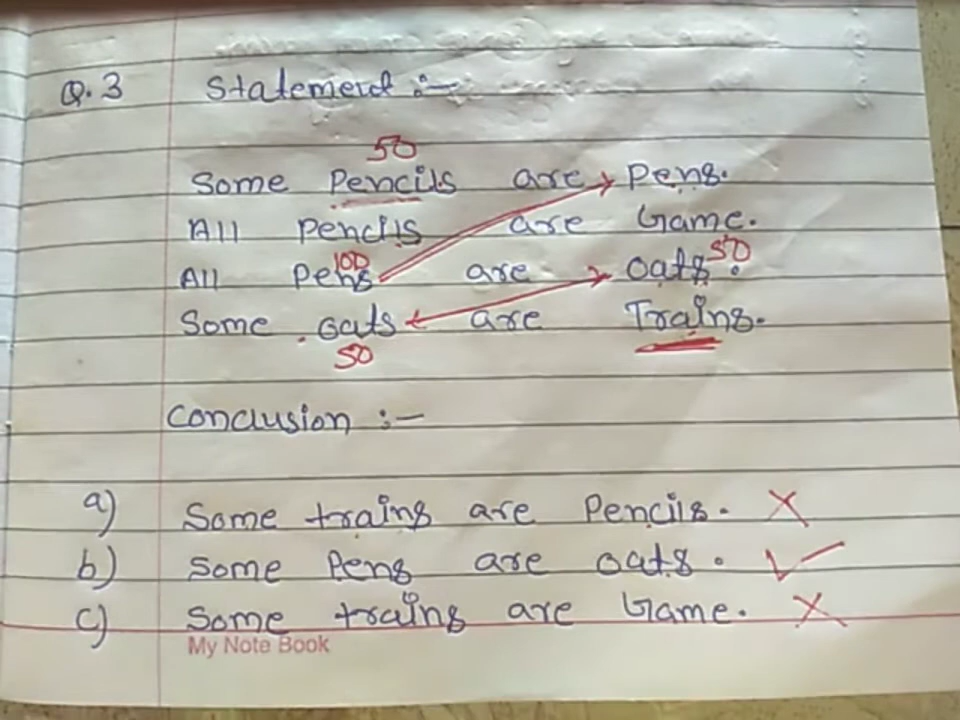 Q.3 Statement :-
50
Some Pencils are Pens.
All Pencils are Game.
100 50
All Pens are oats.
Some oats are Trains.
50
Conclusion :-
a) Some trains are Pencils. X
b) Some Pens are oats. ✓
c) Some trains are Game. X
My Note Book